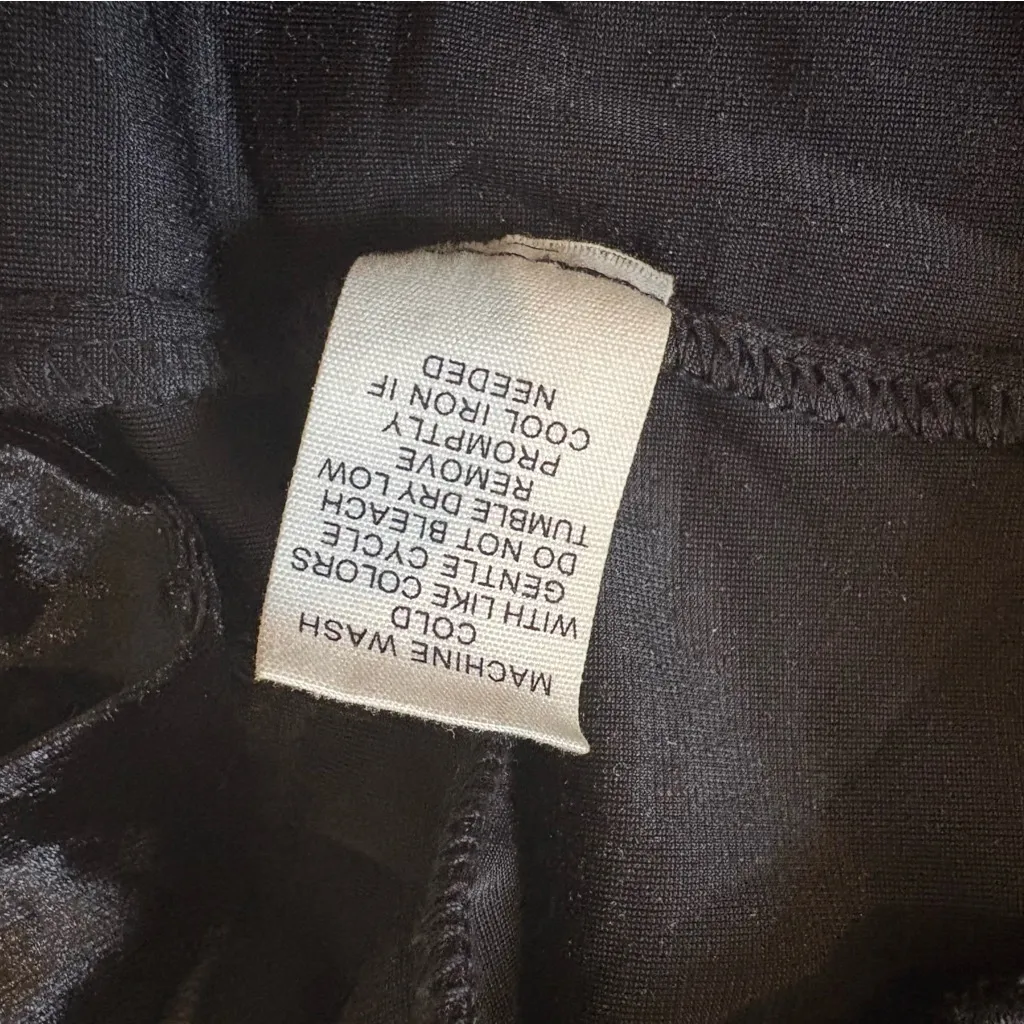 MACHINE WASH
COLD
WITH LIKE COLORS
GENTLE CYCLE
DO NOT BLEACH
TUMBLE DRY LOW
REMOVE
PROMPTLY
COOL IRON IF
NEEDED